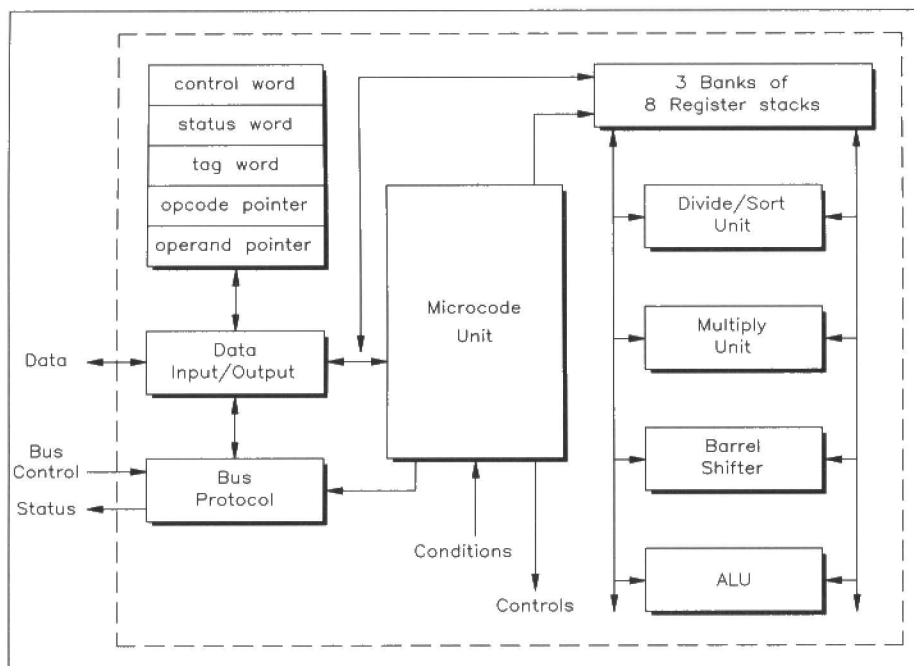 control word
status word
tag word
opcode pointer
operand pointer
3 Banks of
8 Register stacks
Divide/Sort
Unit
Microcode
Unit
Multiply
Unit
Data
Data
Input/Output
Barrel
Shifter
Bus
Control
Bus
Protocol
Status
Conditions
ALU
Controls